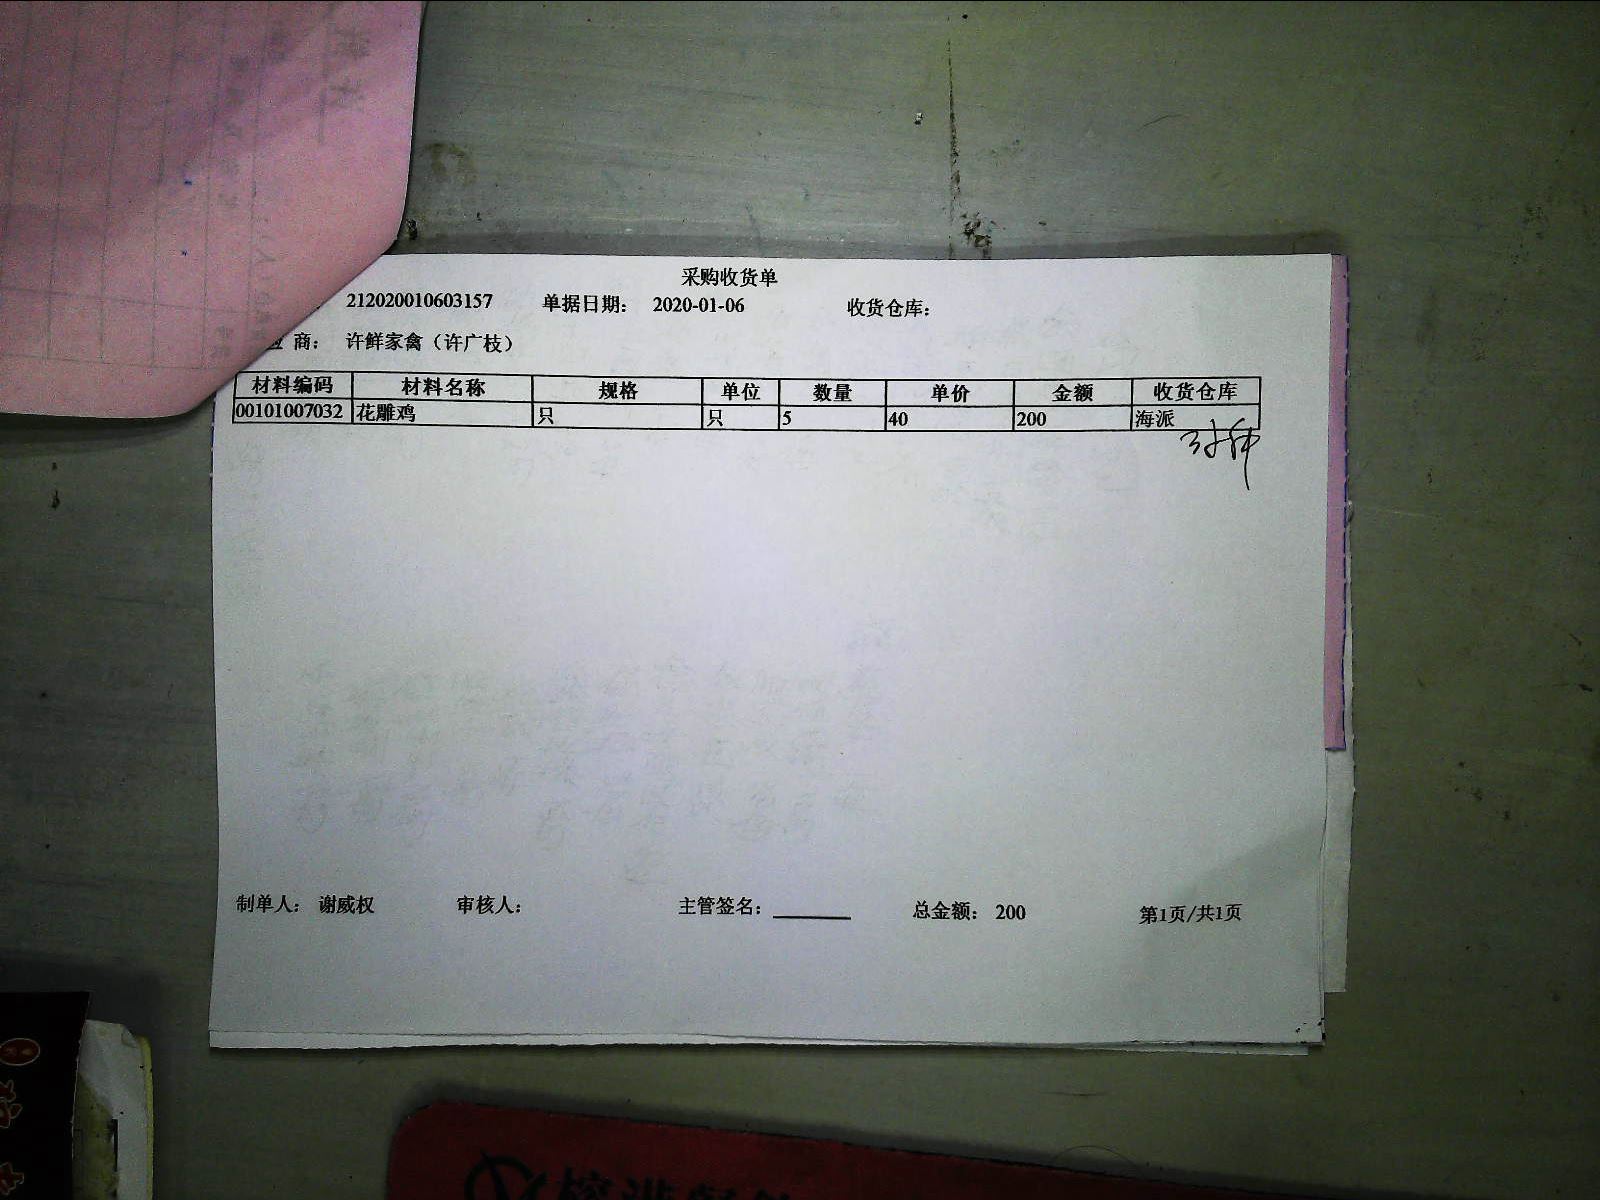 采购收货单
212020010603157 单据日期： 2020-01-06 收货仓库：
商： 许鲜家禽（许广枝）
材料编码 材料名称 规格 单位 数量 单价 金额 收货仓库
00101007032 花雕鸡 只 只 5 40 200 海派
制单人： 谢威权 审核人： 主管签名： 总金额： 200 第1页/共1页